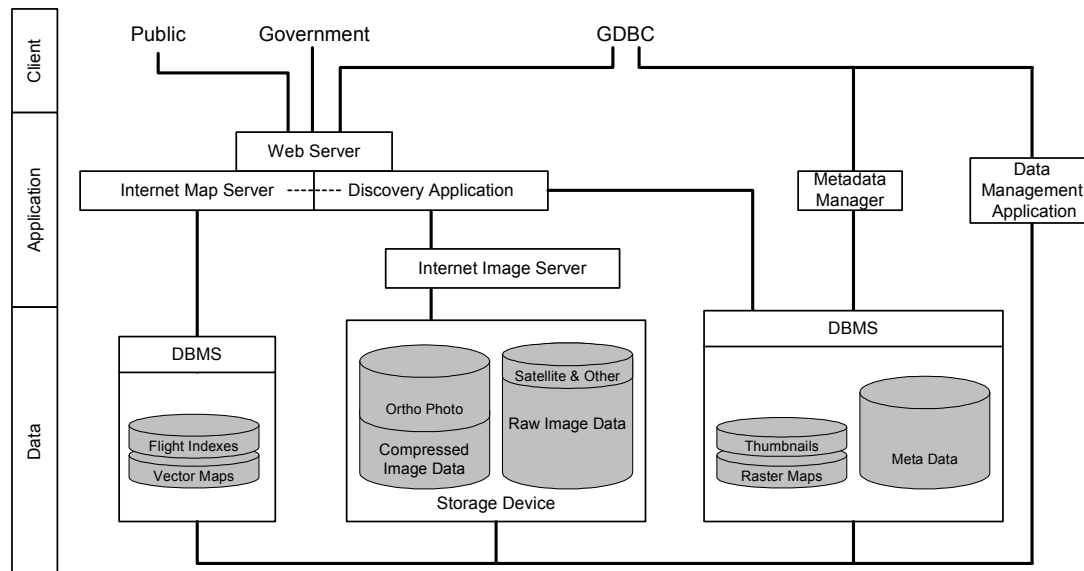 Client
Public
Government
GDBC
Application
Web Server
Internet Map Server
Discovery Application
Metadata
Manager
Data
Management
Application
Internet Image Server
Data
DBMS
Flight Indexes
Vector Maps
Ortho Photo
Compressed
Image Data
Satellite & Other
Raw Image Data
Storage Device
DBMS
Thumbnails
Raster Maps
Meta Data